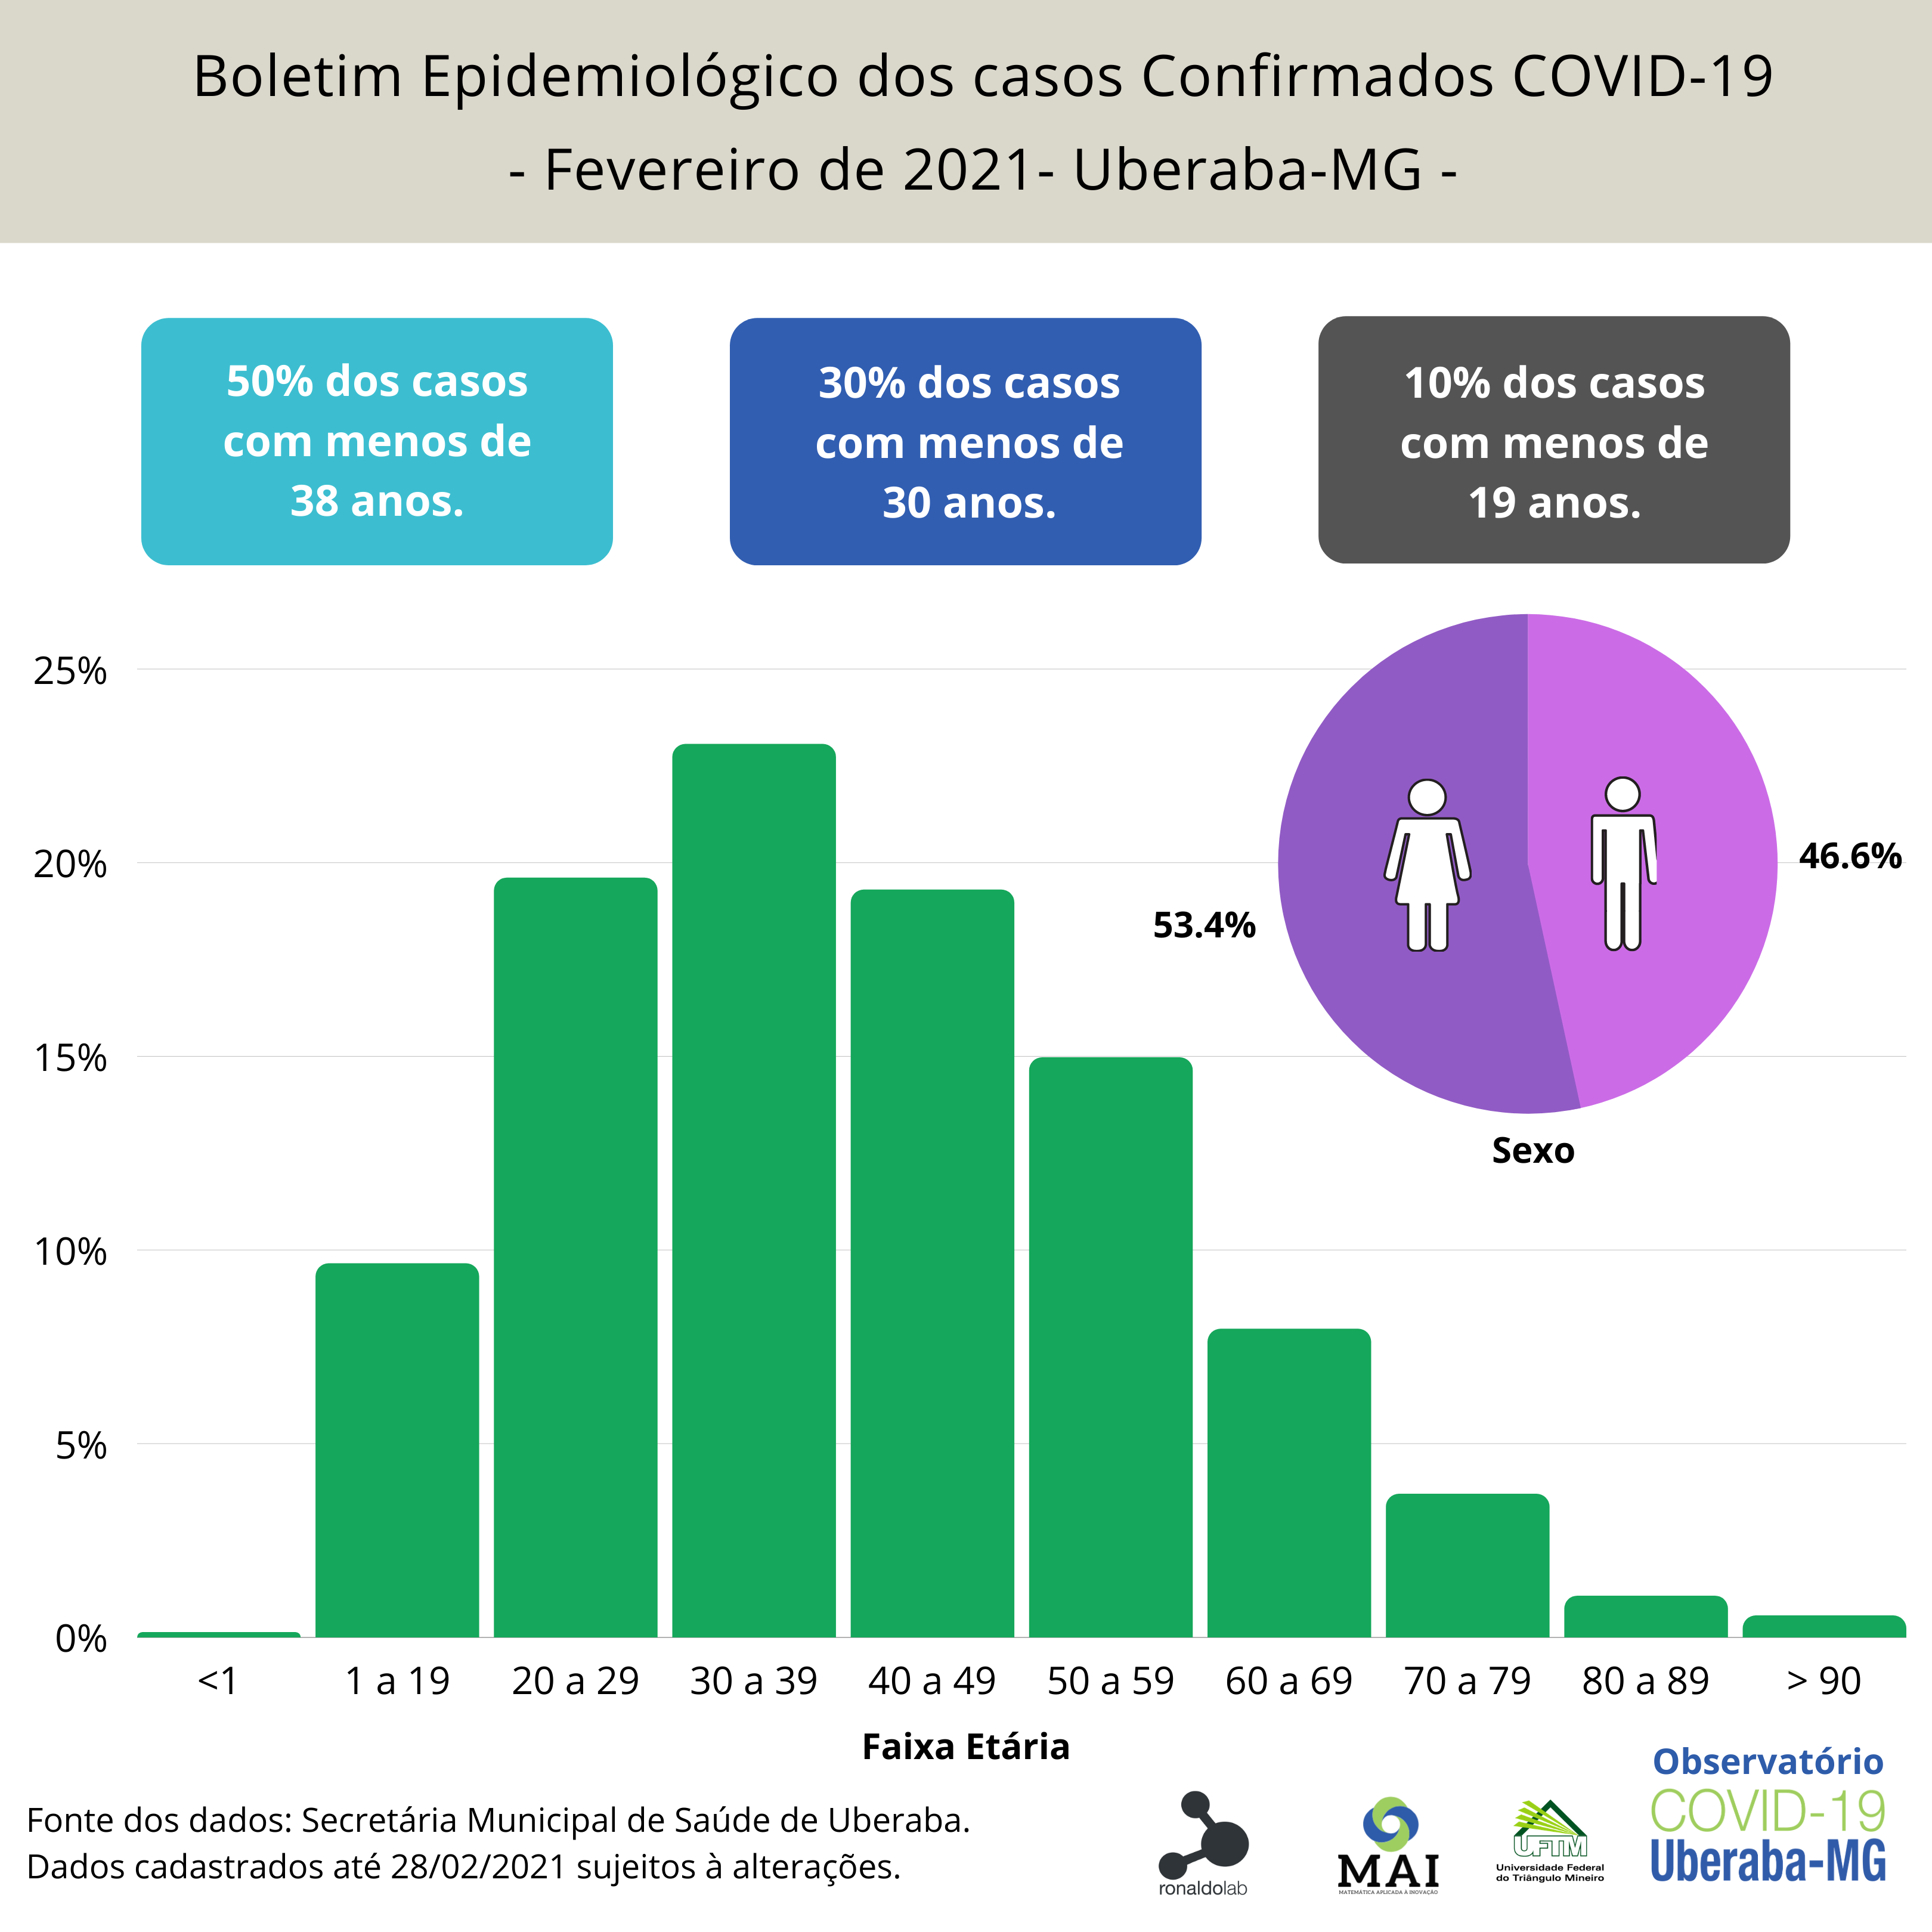 Boletim Epidemiológico dos casos Confirmados COVID-19
- Fevereiro de 2021- Uberaba-MG -
50% dos casos
com menos de
38 anos.
30% dos casos
com menos de
30 anos.
10% dos casos
com menos de
19 anos.
25%
20%
15%
10%
5%
0%
53.4%
46.6%
Sexo
<1
1 a 19
20 a 29
30 a 39
40 a 49
50 a 59
60 a 69
70 a 79
80 a 89
> 90
Faixa Etária
Fonte dos dados: Secretária Municipal de Saúde de Uberaba.
Dados cadastrados até 28/02/2021 sujeitos à alterações.
ronaldolab
MAI
MATEMÁTICA APLICADA À INOVAÇÃO
UFTM
Universidade Federal
do Triângulo Mineiro
Observatório
COVID-19
Uberaba-MG